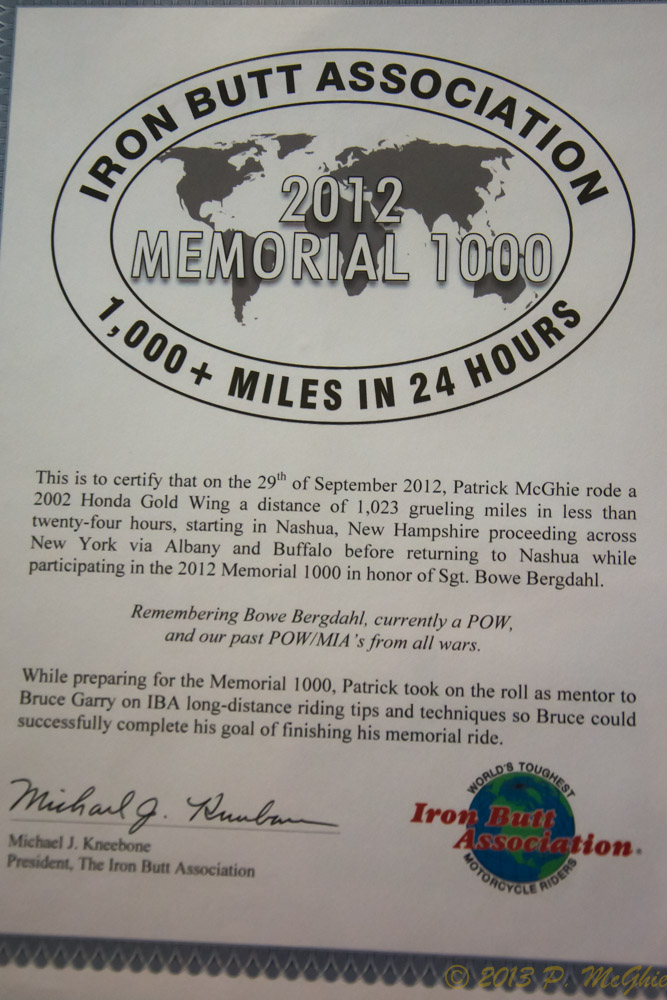 IRON BUTT ASSOCIATION
2012
MEMORIAL 1000
1,000+ MILES IN 24 HOURS
This is to certify that on the 29th of September 2012, Patrick McGhie rode a
2002 Honda Gold Wing a distance of 1,023 grueling miles in less than
twenty-four hours, starting in Nashua, New Hampshire proceeding across
New York via Albany and Buffalo before returning to Nashua while
participating in the 2012 Memorial 1000 in honor of Sgt. Bowe Bergdahl.
Remembering Bowe Bergdahl, currently a POW,
and our past POW/MIA's from all wars.
While preparing for the Memorial 1000, Patrick took on the roll as mentor to
Bruce Garry on IBA long-distance riding tips and techniques so Bruce could
successfully complete his goal of finishing his memorial ride.
Michael J. Kneebone
Michael J. Kneebone
President, The Iron Butt Association
WORLD'S TOUGHEST
Iron Butt
Association®
MOTORCYCLE RIDERS
© 2013 P. McGhie